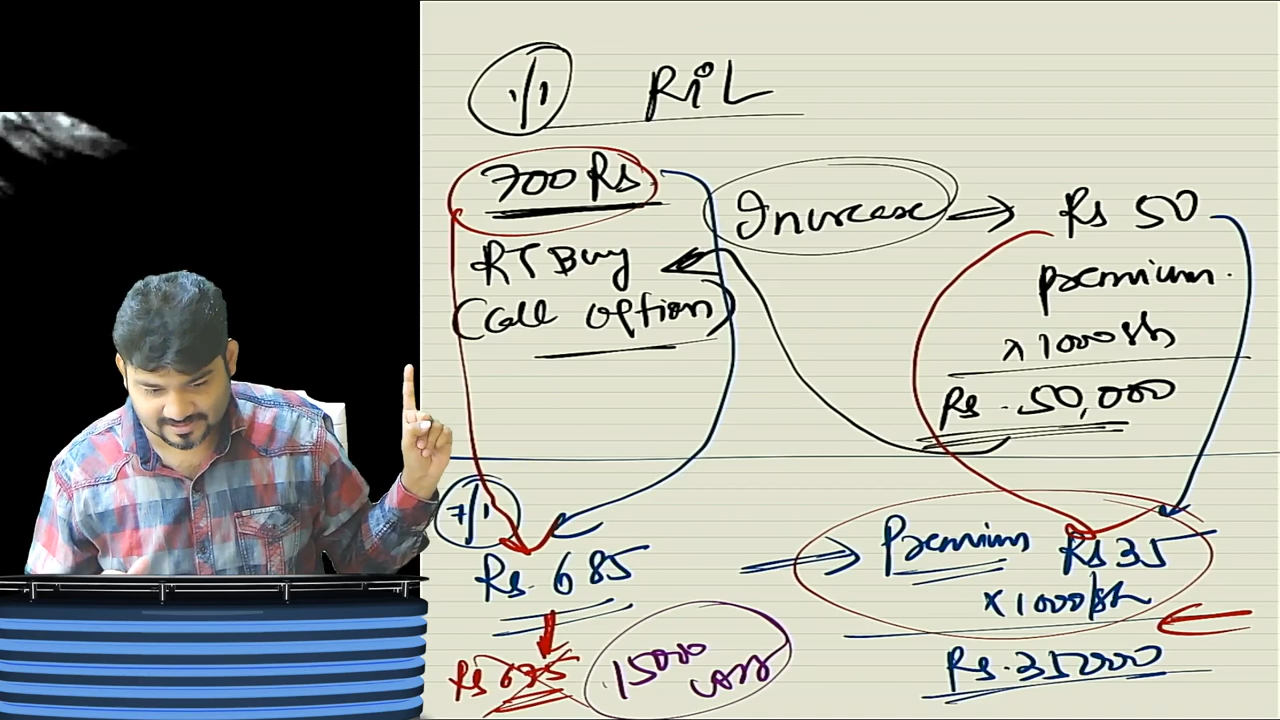 1/1 RiL
700 Rs. Increase ⇒ Rs 50
RT Buy premium.
(Call option) x 1000 sh
Rs. 50,000
7/1
Rs. 685 ⇒ Premium Rs 35
x 1000/sh
Rs 15000 Rs. 35000
loss